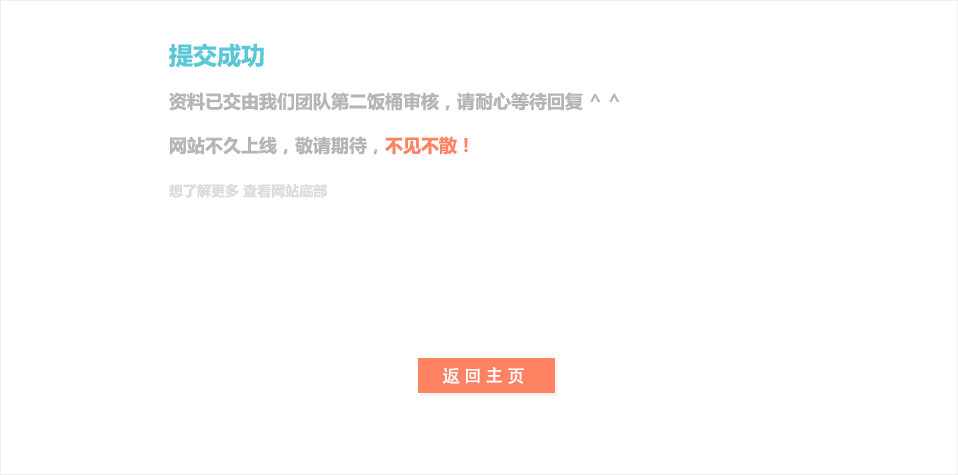 提交成功
资料已交由我们团队第二饭桶审核，请耐心等待回复 ^ ^
网站不久上线，敬请期待，不见不散！
想了解更多 查看网站底部
返回主页